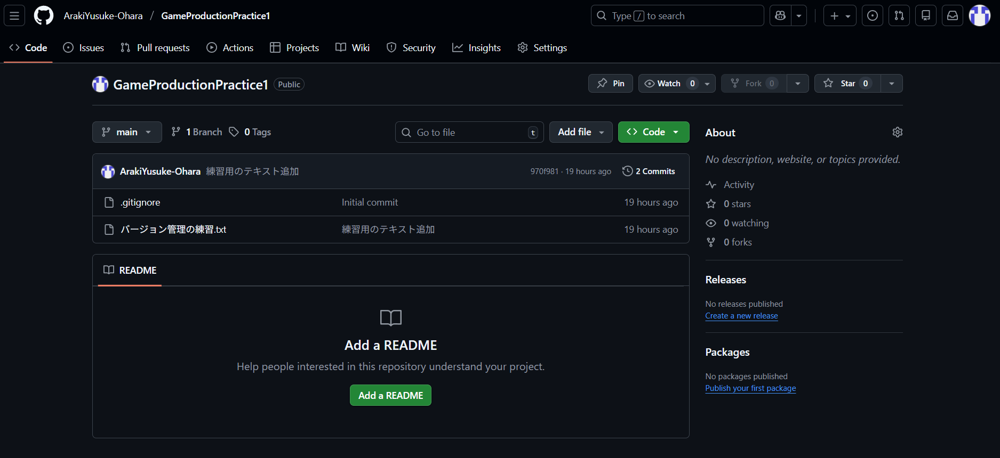 ArakiYusuke-Ohara / GameProductionPractice1
Type / to search
Code
Issues
Pull requests
Actions
Projects
Wiki
Security
Insights
Settings
GameProductionPractice1 Public
Pin
Watch 0
Fork 0
Star 0
main
1 Branch
0 Tags
Go to file t
Add file
Code
ArakiYusuke-Ohara 練習用のテキスト追加 970f981 · 19 hours ago 2 Commits
.gitignore Initial commit 19 hours ago
バージョン管理の練習.txt 練習用のテキスト追加 19 hours ago
README
Add a README
Help people interested in this repository understand your project.
Add a README
About
No description, website, or topics provided.
Activity
0 stars
0 watching
0 forks
Releases
No releases published
Create a new release
Packages
No packages published
Publish your first package